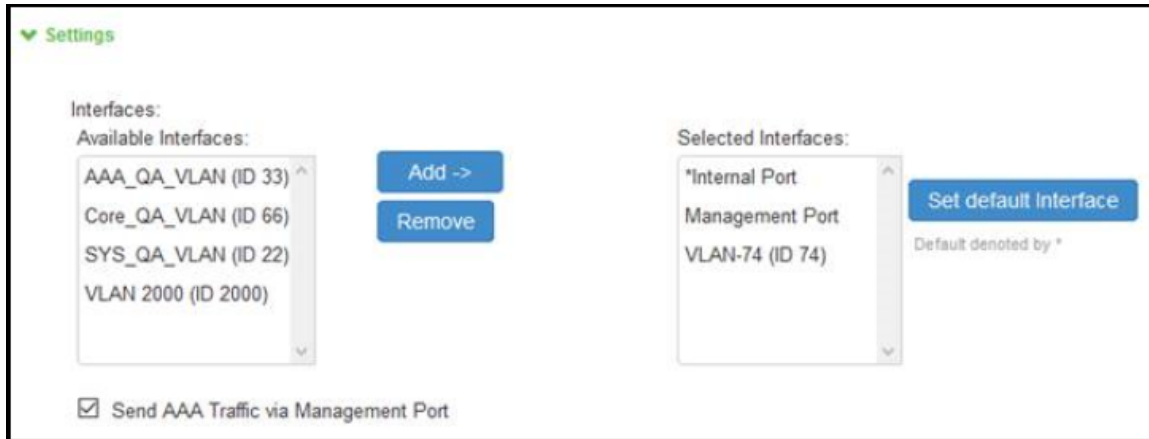 Settings
Interfaces:
Available Interfaces:
AAA_QA_VLAN (ID 33)
Core_QA_VLAN (ID 66)
SYS_QA_VLAN (ID 22)
VLAN 2000 (ID 2000)
Add ->
Remove
Selected Interfaces:
*Internal Port
Management Port
VLAN-74 (ID 74)
Set default Interface
Default denoted by *
Send AAA Traffic via Management Port